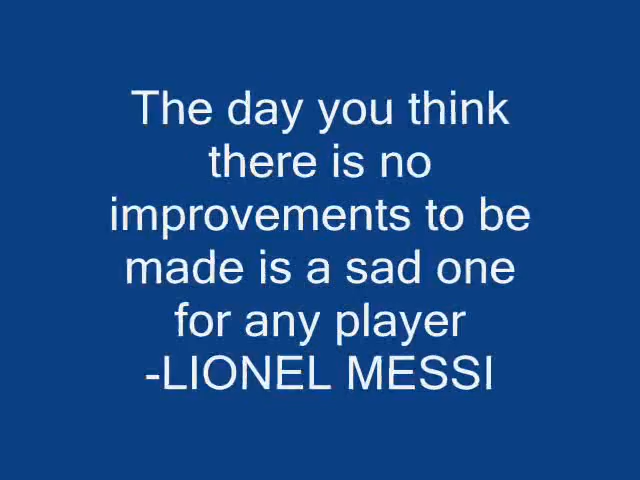 The day you think
there is no
improvements to be
made is a sad one
for any player
-LIONEL MESSI